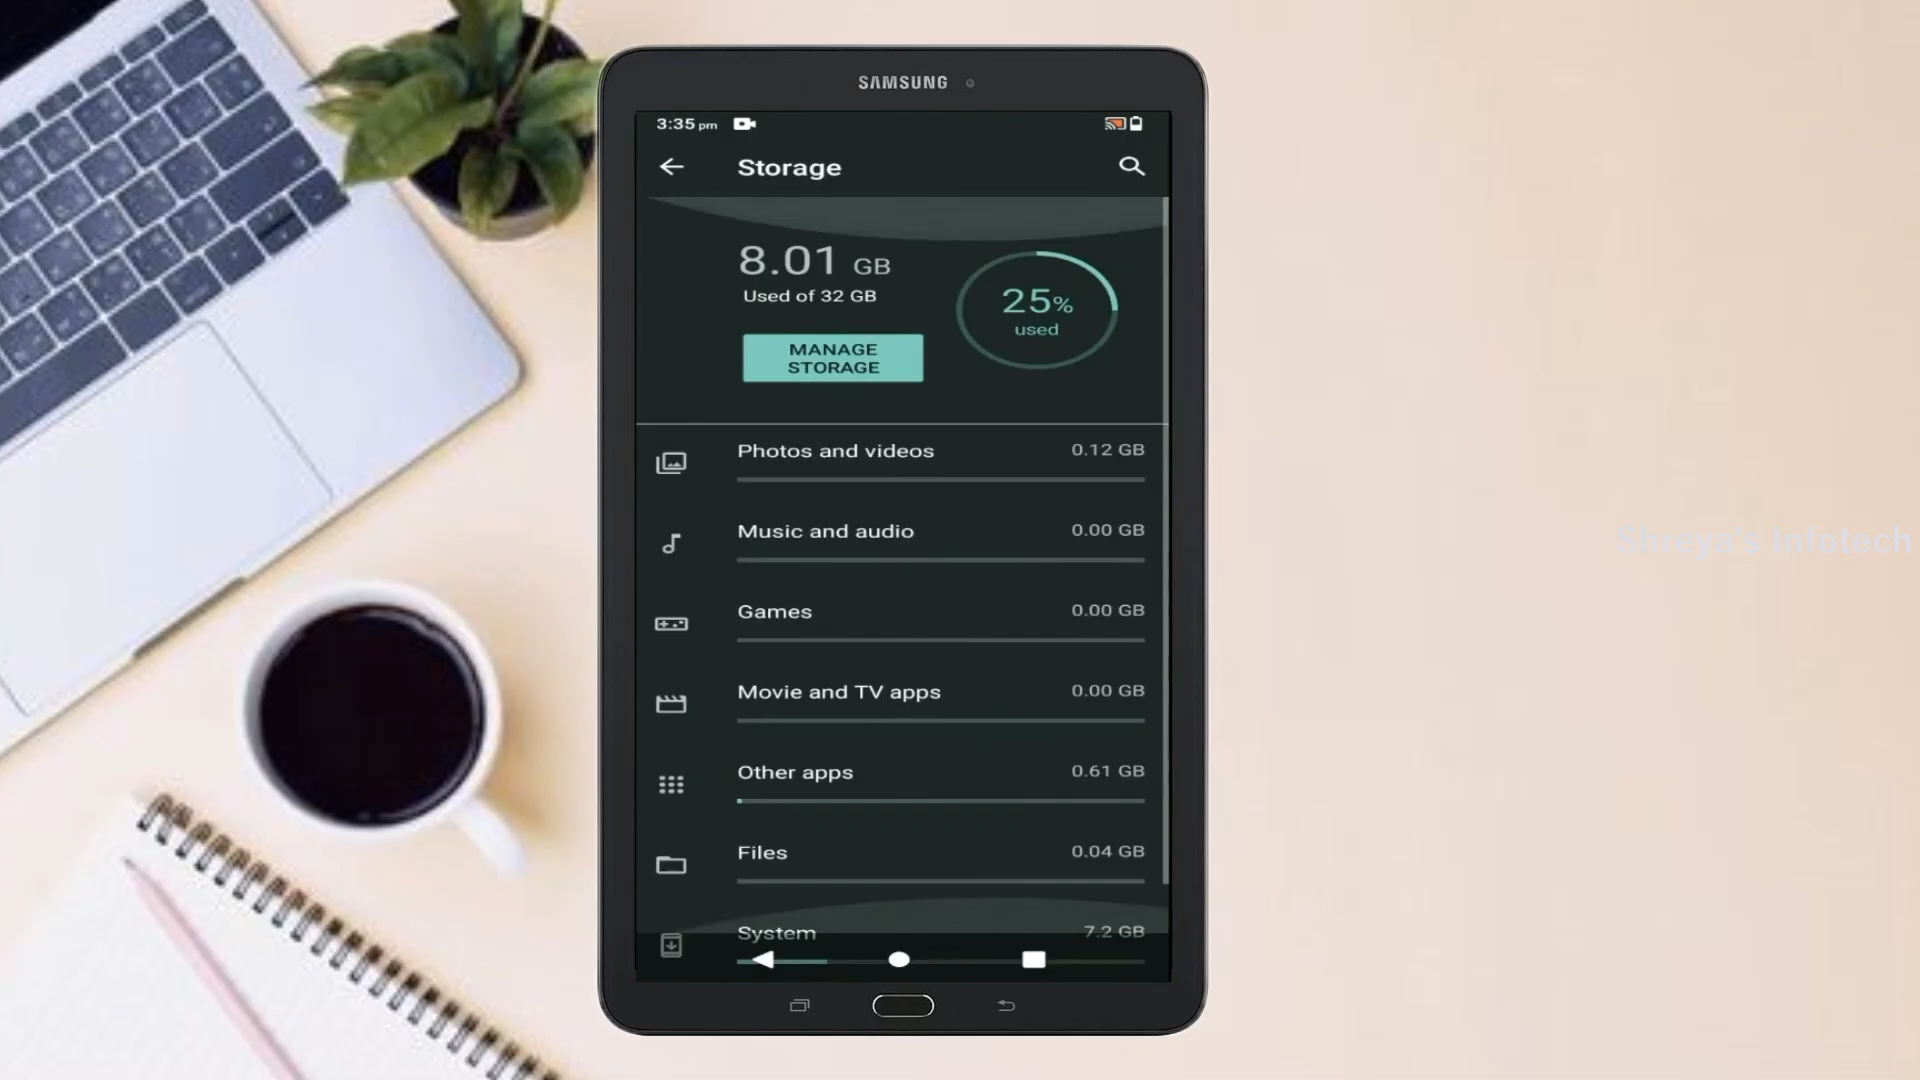 SAMSUNG
3:35 pm
Storage
8.01 GB
Used of 32 GB
25%
used
MANAGE
STORAGE
Photos and videos 0.12 GB
Music and audio 0.00 GB
Games 0.00 GB
Movie and TV apps 0.00 GB
Other apps 0.61 GB
Files 0.04 GB
System 7.2 GB
Shreya's Infotech